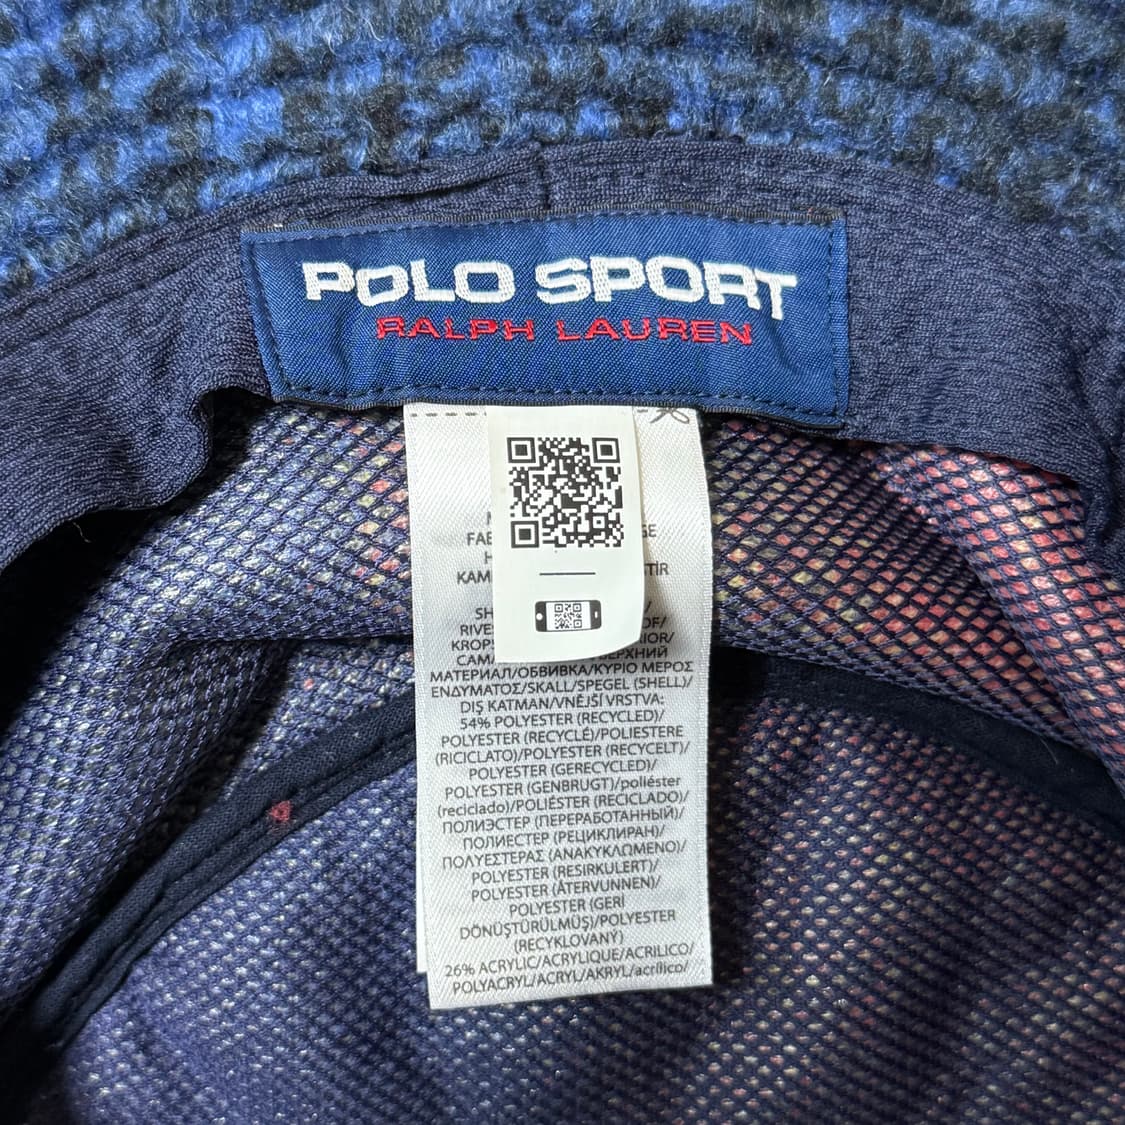 POLO SPORT
RALPH LAUREN
МАТЕРИАЛ/ОБВИВКА/ΚΥΡΙΟ ΜΕΡΟΣ
ΕΝΔΥΜΑΤΟΣ/SKALL/SPEGEL (SHELL)/
DIŞ KATMAN/VNĚJŠÍ VRSTVA:
54% POLYESTER (RECYCLED)/
POLYESTER (RECYCLÉ)/POLIESTERE
(RICICLATO)/POLYESTER (RECYCELT)/
POLYESTER (GERECYCLED)/
POLYESTER (GENBRUGT)/poliéster
(reciclado)/POLIÉSTER (RECICLADO)/
ПОЛИЭСТЕР (ПЕРЕРАБОТАННЫЙ)/
ПОЛИЕСТЕР (РЕЦИКЛИРАН)/
ΠΟΛΥΕΣΤΕΡΑΣ (ΑΝΑΚΥΚΛΩΜΕΝΟ)/
POLYESTER (RESIRKULERT)/
POLYESTER (ÅTERVUNNEN)/
POLYESTER (GERİ
DÖNÜŞTÜRÜLMÜŞ)/POLYESTER
(RECYKLOVANÝ)
26% ACRYLIC/ACRYLIQUE/ACRILICO/
POLYACRYL/ACRYL/AKRYL/acrílico/